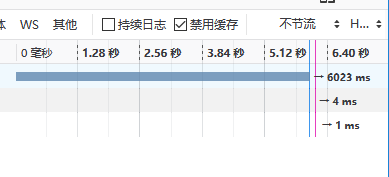 WS 其他 持续日志 禁用缓存 不节流 H...
0 毫秒 1.28 秒 2.56 秒 3.84 秒 5.12 秒 6.40 秒
→ 6023 ms
→ 4 ms
→ 1 ms